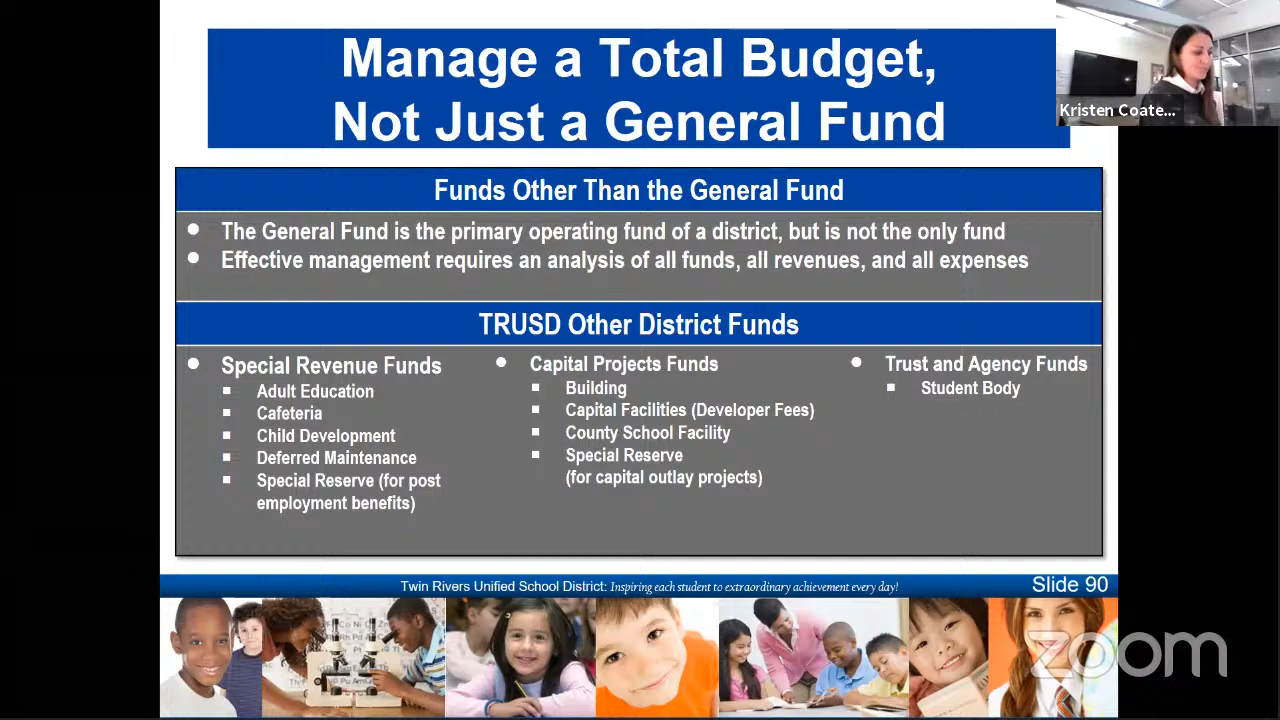 Manage a Total Budget,
Not Just a General Fund
Kristen Coate...
Funds Other Than the General Fund
● The General Fund is the primary operating fund of a district, but is not the only fund
● Effective management requires an analysis of all funds, all revenues, and all expenses
TRUSD Other District Funds
● Special Revenue Funds
▪ Adult Education
▪ Cafeteria
▪ Child Development
▪ Deferred Maintenance
▪ Special Reserve (for post
employment benefits)
● Capital Projects Funds
▪ Building
▪ Capital Facilities (Developer Fees)
▪ County School Facility
▪ Special Reserve
(for capital outlay projects)
● Trust and Agency Funds
▪ Student Body
Twin Rivers Unified School District: Inspiring each student to extraordinary achievement every day!
Slide 90
zoom